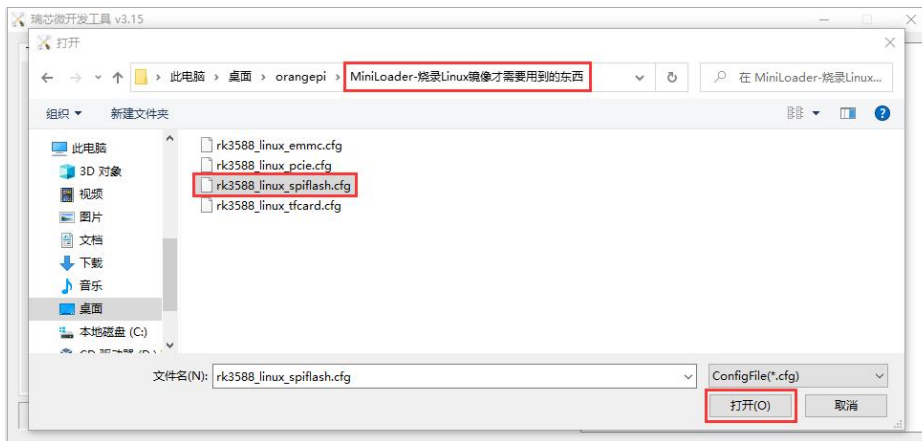 瑞芯微开发工具 v3.15
打开
此电脑 › 桌面 › orangepi › MiniLoader-烧录Linux镜像才需要用到的东西
在 MiniLoader-烧录Linux...
组织 新建文件夹
此电脑
3D 对象
视频
图片
文档
下载
音乐
桌面
本地磁盘 (C:)
rk3588_linux_emmc.cfg
rk3588_linux_pcie.cfg
rk3588_linux_spiflash.cfg
rk3588_linux_tfcard.cfg
文件名(N): rk3588_linux_spiflash.cfg
ConfigFile(*.cfg)
打开(O) 取消